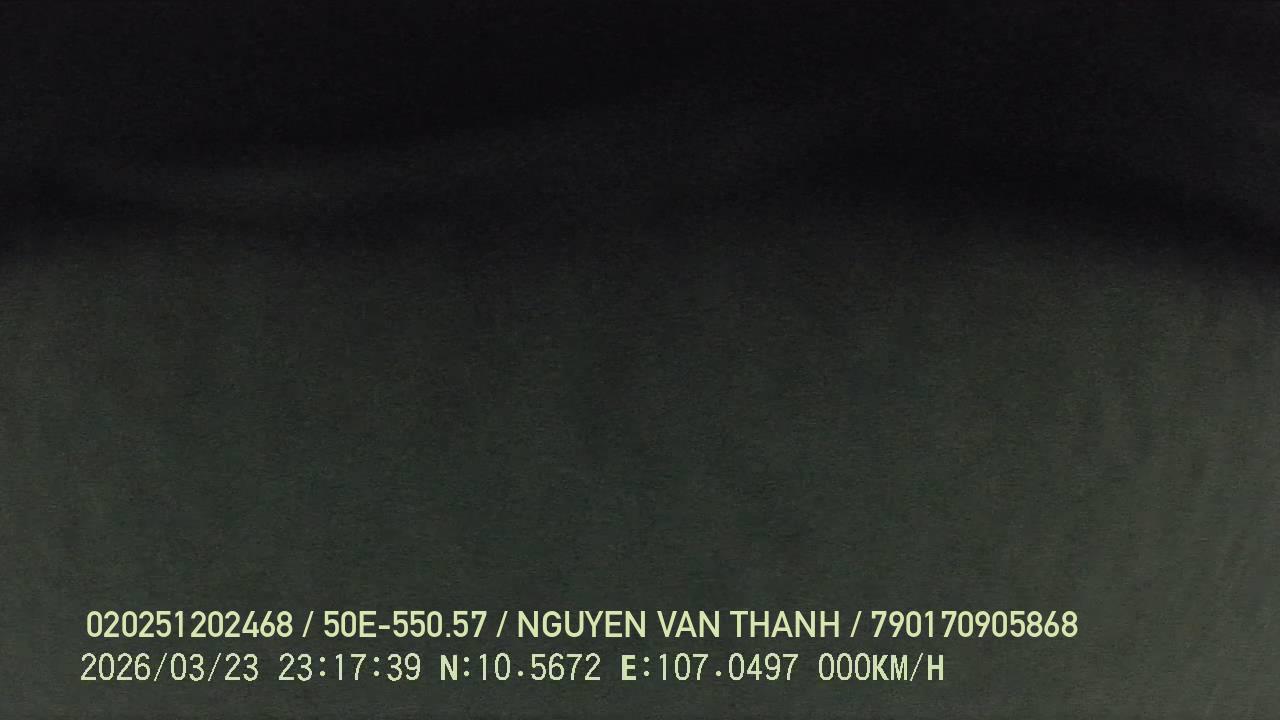 020251202468 / 50E-550.57 / NGUYEN VAN THANH / 790170905868
2026/03/23 23:17:39 N:10.5672 E:107.0497 000KM/H